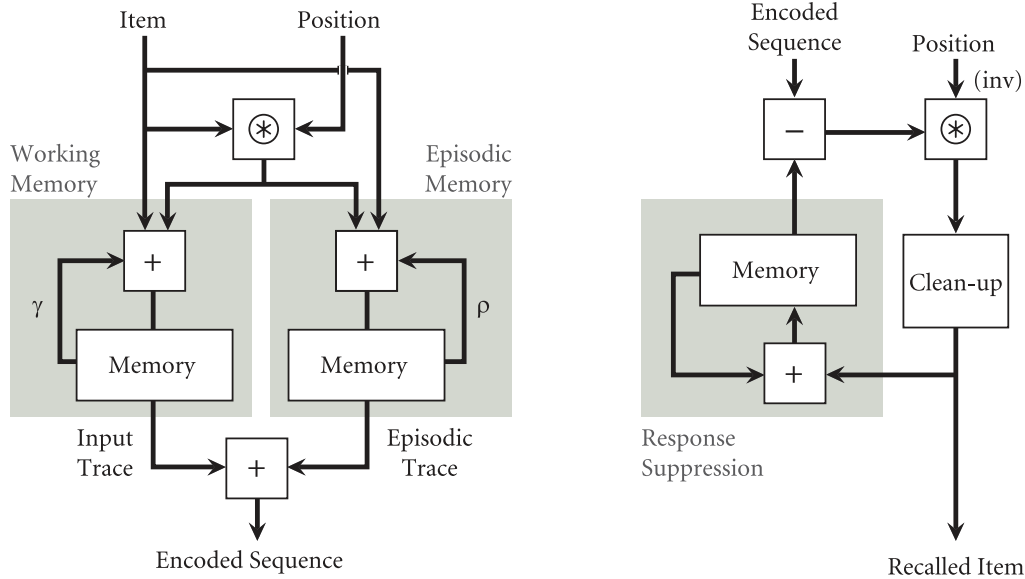 Item
Position
⊛
Working
Memory
Episodic
Memory
+
+
γ
ρ
Memory
Memory
Input
Trace
Episodic
Trace
+
Encoded Sequence
Encoded
Sequence
Position
(inv)
−
⊛
Memory
Clean-up
+
Response
Suppression
Recalled Item